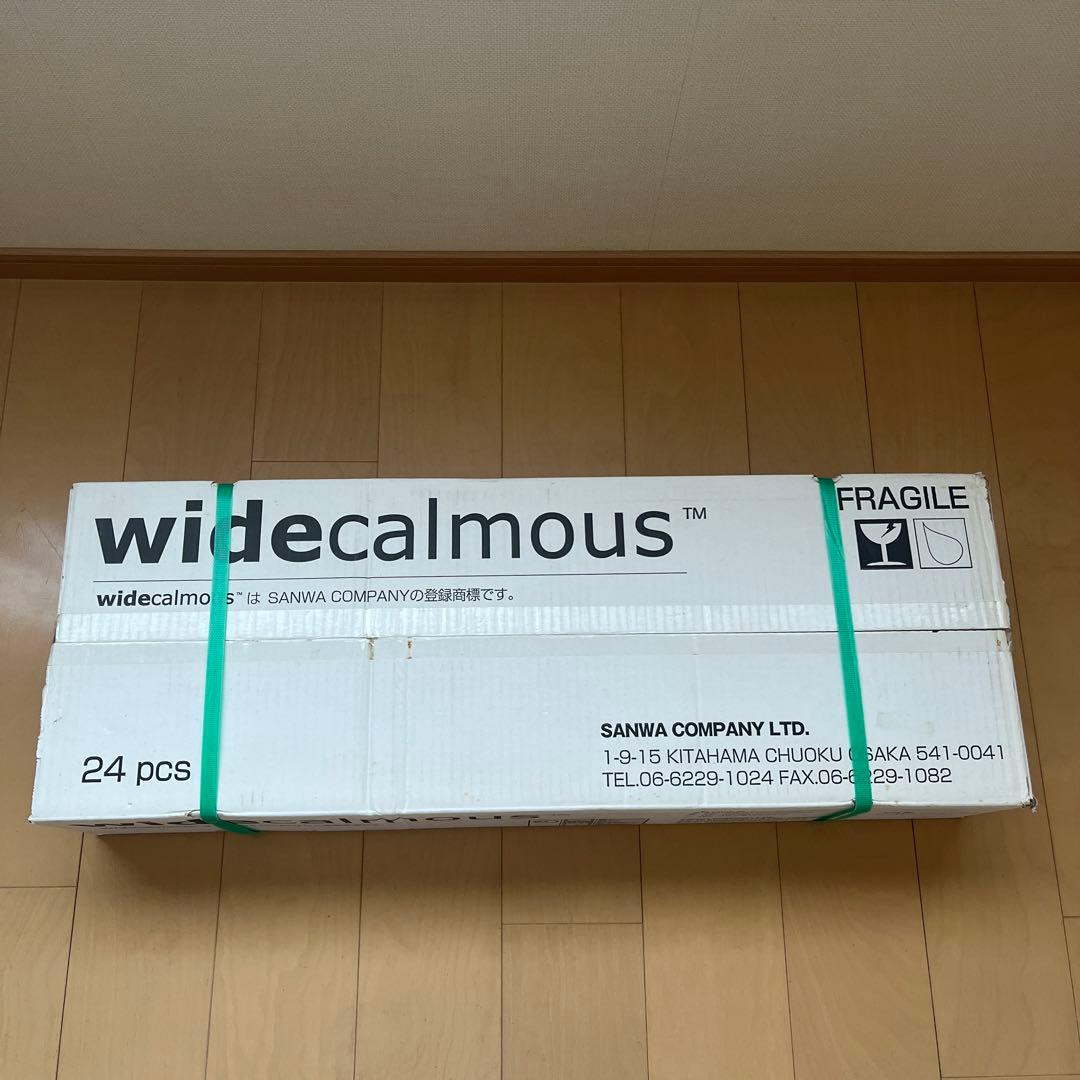 widecalmous™
FRAGILE
widecalmous™は SANWA COMPANYの登録商標です。
SANWA COMPANY LTD.
1-9-15 KITAHAMA CHUOKU OSAKA 541-0041
TEL.06-6229-1024 FAX.06-6229-1082
24 pcs
widecalmous